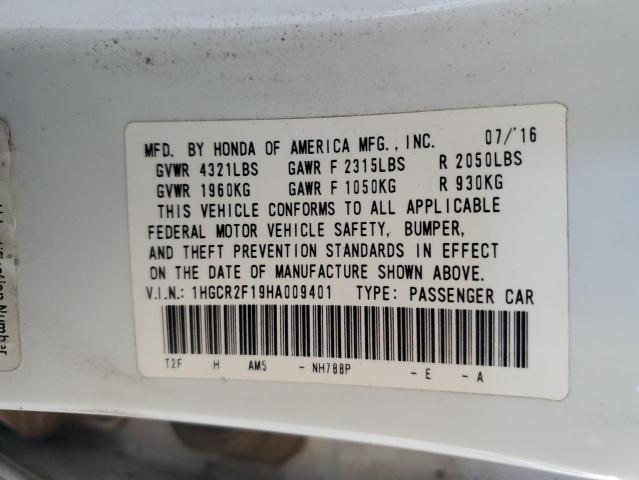 MFD. BY HONDA OF AMERICA MFG., INC. 07/'16
GVWR 4321LBS GAWR F 2315LBS R 2050LBS
GVWR 1960KG GAWR F 1050KG R 930KG
THIS VEHICLE CONFORMS TO ALL APPLICABLE
FEDERAL MOTOR VEHICLE SAFETY, BUMPER,
AND THEFT PREVENTION STANDARDS IN EFFECT
ON THE DATE OF MANUFACTURE SHOWN ABOVE.
V.I.N.: 1HGCR2F19HA009401 TYPE: PASSENGER CAR
T2F H AM5 - NH788P - E - A
Number